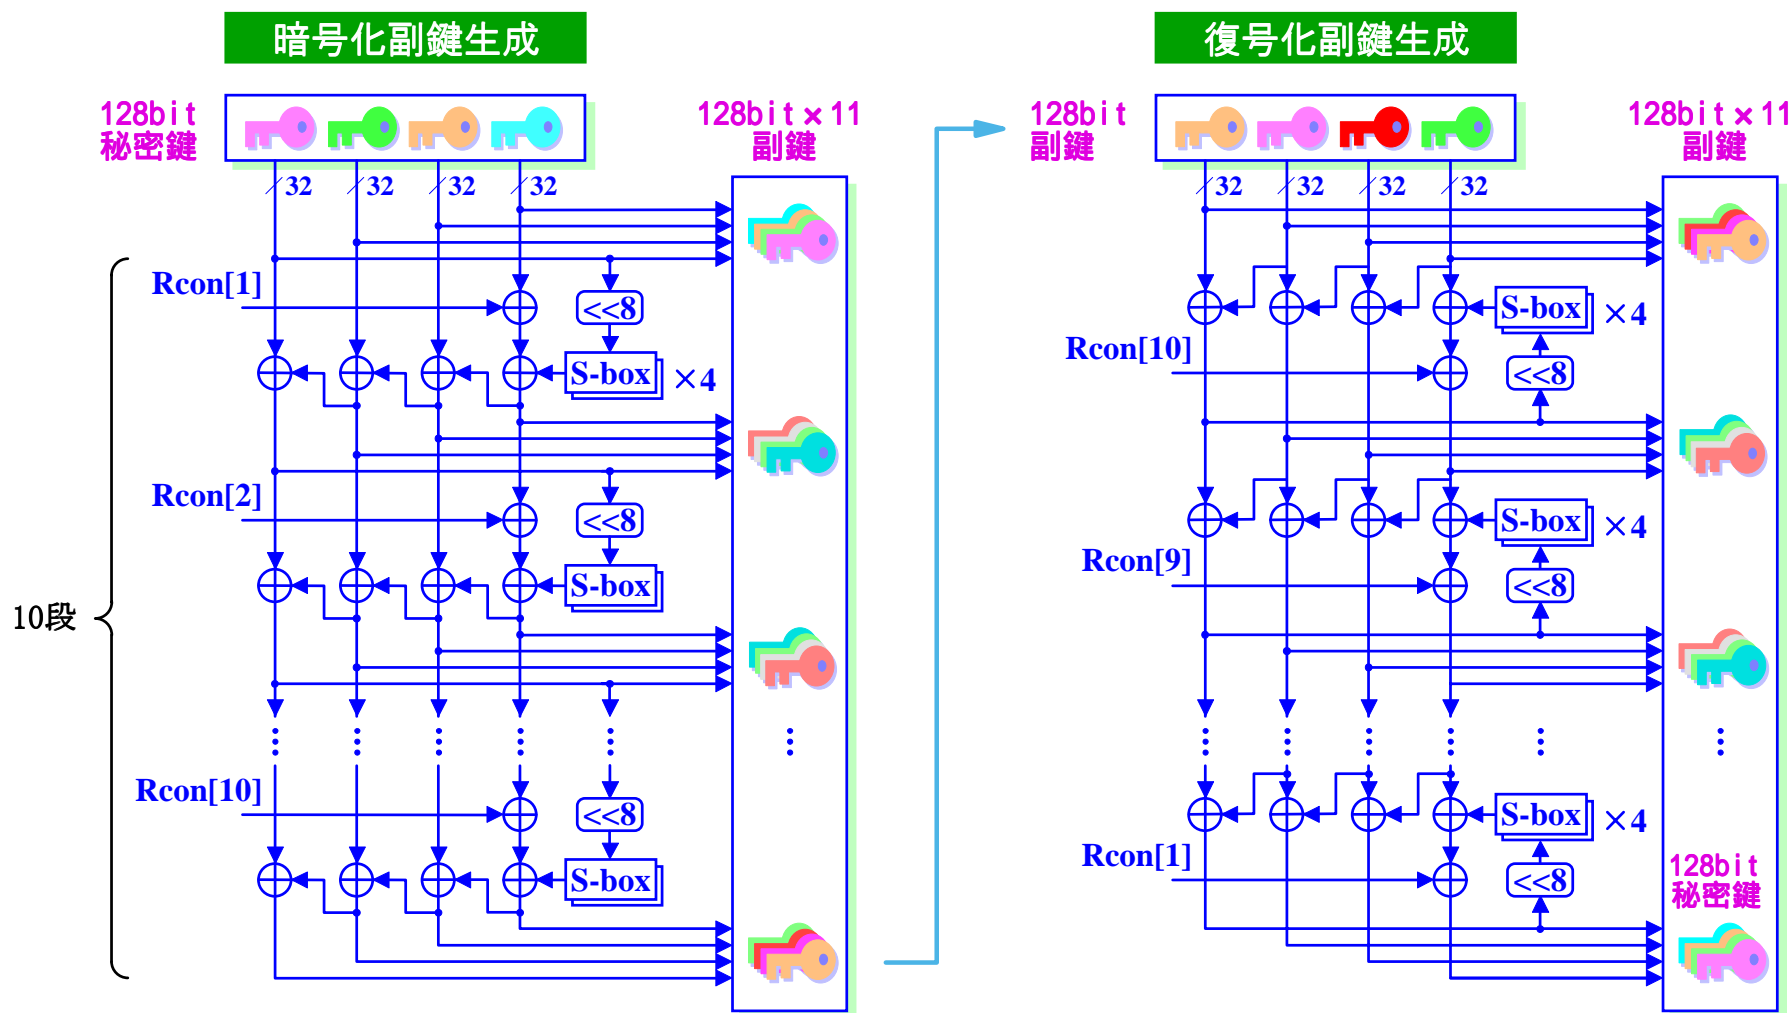 暗号化副鍵生成
128bit
秘密鍵
128bit×11
副鍵
32 32 32 32
Rcon[1]
<<8
S-box ×4
Rcon[2]
<<8
S-box
10段
Rcon[10]
<<8
S-box
復号化副鍵生成
128bit
副鍵
128bit×11
副鍵
32 32 32 32
S-box ×4
Rcon[10]
<<8
S-box ×4
Rcon[9]
<<8
S-box ×4
Rcon[1]
<<8
128bit
秘密鍵